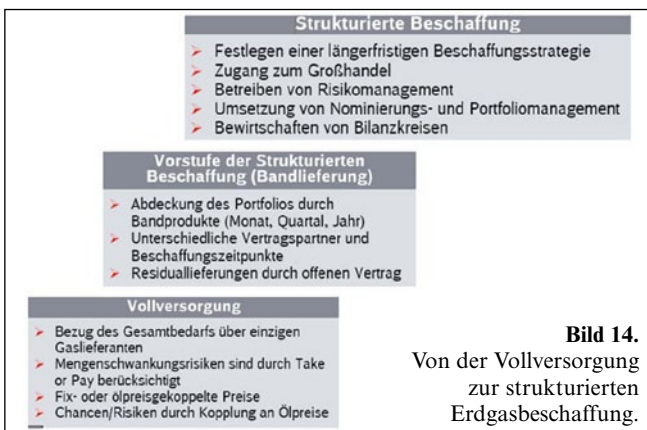 Strukturierte Beschaffung
Festlegen einer längerfristigen Beschaffungsstrategie
Zugang zum Großhandel
Betreiben von Risikomanagement
Umsetzung von Nominierungs- und Portfoliomanagement
Bewirtschaften von Bilanzkreisen
Vorstufe der Strukturierten
Beschaffung (Bandlieferung)
Abdeckung des Portfolios durch
Bandprodukte (Monat, Quartal, Jahr)
Unterschiedliche Vertragspartner und
Beschaffungszeitpunkte
Residuallieferungen durch offenen Vertrag
Vollversorgung
Bezug des Gesamtbedarfs über einzigen
Gaslieferanten
Mengenschwankungsrisiken sind durch Take
or Pay berücksichtigt
Fix- oder ölpreisgekoppelte Preise
Chancen/Risiken durch Kopplung an Ölpreise
Bild 14.
Von der Vollversorgung
zur strukturierten
Erdgasbeschaffung.